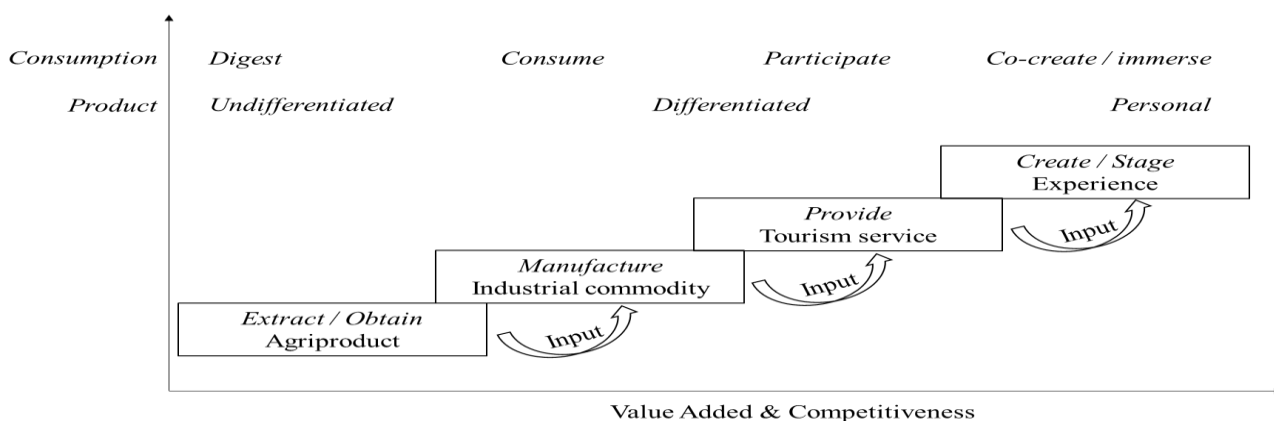 Consumption Digest Consume Participate Co-create / immerse
Product Undifferentiated Differentiated Personal
Create / Stage
Experience
Input
Provide
Tourism service
Input
Manufacture
Industrial commodity
Input
Extract / Obtain
Agriproduct
Value Added & Competitiveness